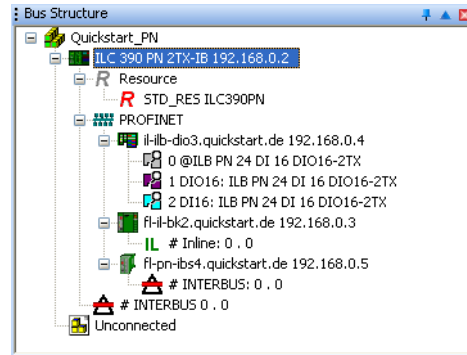 Bus Structure
Quickstart_PN
ILC 390 PN 2TX-IB 192.168.0.2
R Resource
R STD_RES ILC390PN
PROFINET
il-ilb-dio3.quickstart.de 192.168.0.4
0 @ILB PN 24 DI 16 DIO16-2TX
1 DIO16: ILB PN 24 DI 16 DIO16-2TX
2 DI16: ILB PN 24 DI 16 DIO16-2TX
fl-il-bk2.quickstart.de 192.168.0.3
IL # Inline: 0 . 0
fl-pn-ibs4.quickstart.de 192.168.0.5
# INTERBUS: 0 . 0
# INTERBUS 0 . 0
Unconnected